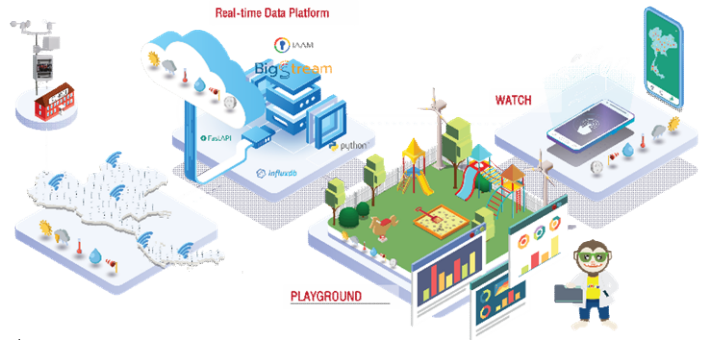 Real-time Data Platform
IAAM
BigStream
FastAPI
python
influxdb
WATCH
PLAYGROUND